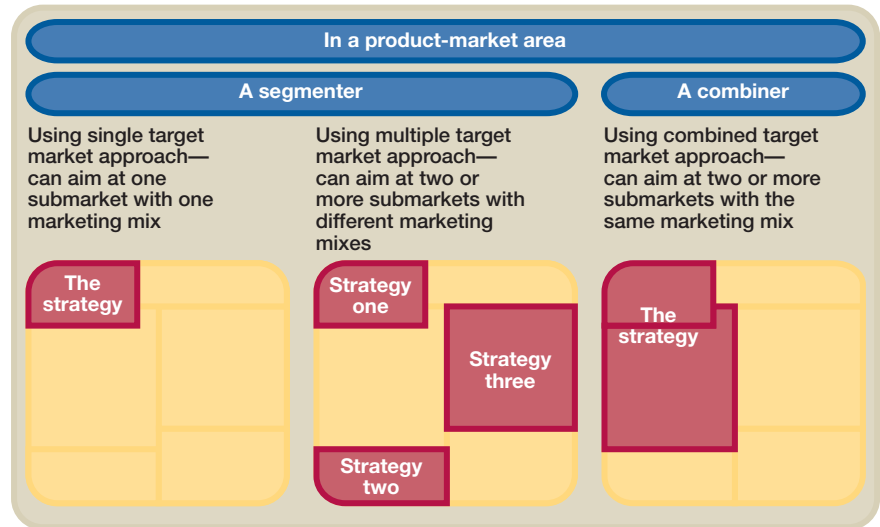 In a product-market area
A segmenter
A combiner
Using single target
market approach—
can aim at one
submarket with one
marketing mix
Using multiple target
market approach—
can aim at two or
more submarkets with
different marketing
mixes
Using combined target
market approach—
can aim at two or more
submarkets with the
same marketing mix
The
strategy
Strategy
one
Strategy
three
Strategy
two
The
strategy